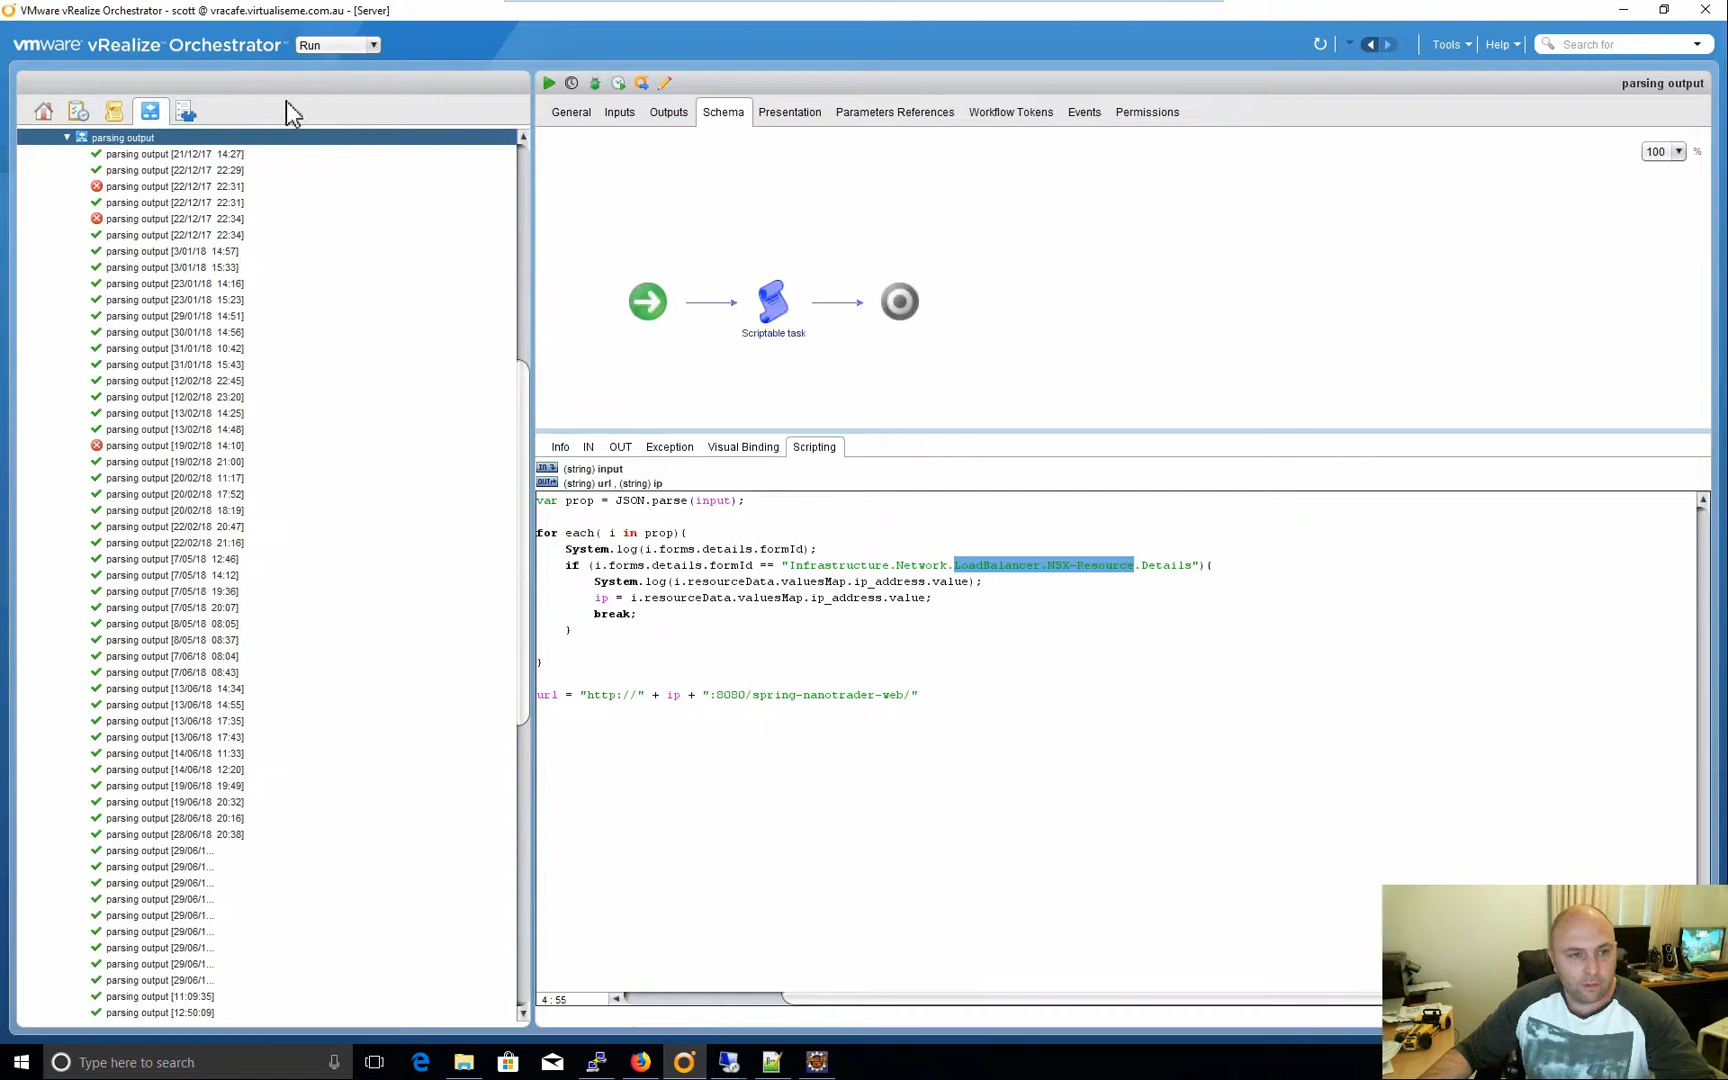 VMware vRealize Orchestrator - scott @ vracafe.virtualiseme.com.au - [Server]
vmware vRealize Orchestrator Run
Tools Help Search for
parsing output
General Inputs Outputs Schema Presentation Parameters References Workflow Tokens Events Permissions
100 %
parsing output
parsing output [21/12/17 14:27]
parsing output [22/12/17 22:29]
parsing output [22/12/17 22:31]
parsing output [22/12/17 22:31]
parsing output [22/12/17 22:34]
parsing output [22/12/17 22:34]
parsing output [3/01/18 14:57]
parsing output [3/01/18 15:33]
parsing output [23/01/18 14:16]
parsing output [23/01/18 15:23]
parsing output [29/01/18 14:51]
parsing output [30/01/18 14:56]
parsing output [31/01/18 10:42]
parsing output [31/01/18 15:43]
parsing output [12/02/18 22:45]
parsing output [12/02/18 23:20]
parsing output [13/02/18 14:25]
parsing output [13/02/18 14:48]
parsing output [19/02/18 14:10]
parsing output [19/02/18 21:00]
parsing output [20/02/18 11:17]
parsing output [20/02/18 17:52]
parsing output [20/02/18 18:19]
parsing output [22/02/18 20:47]
parsing output [22/02/18 21:16]
parsing output [7/05/18 12:46]
parsing output [7/05/18 14:12]
parsing output [7/05/18 19:36]
parsing output [7/05/18 20:07]
parsing output [8/05/18 08:05]
parsing output [8/05/18 08:37]
parsing output [7/06/18 08:04]
parsing output [7/06/18 08:43]
parsing output [13/06/18 14:34]
parsing output [13/06/18 14:55]
parsing output [13/06/18 17:35]
parsing output [13/06/18 17:43]
parsing output [14/06/18 11:33]
parsing output [14/06/18 12:20]
parsing output [19/06/18 19:49]
parsing output [19/06/18 20:32]
parsing output [28/06/18 20:16]
parsing output [28/06/18 20:38]
parsing output [29/06/1...
parsing output [29/06/1...
parsing output [29/06/1...
parsing output [29/06/1...
parsing output [29/06/1...
parsing output [29/06/1...
parsing output [29/06/1...
parsing output [29/06/1...
parsing output [29/06/1...
parsing output [11:09:35]
parsing output [12:50:09]
Scriptable task
Info IN OUT Exception Visual Binding Scripting
IN (string) input
OUT (string) url , (string) ip
var prop = JSON.parse(input);
for each( i in prop){
System.log(i.forms.details.formId);
if (i.forms.details.formId == "Infrastructure.Network.LoadBalancer.NSX-Resource.Details"){
System.log(i.resourceData.valuesMap.ip_address.value);
ip = i.resourceData.valuesMap.ip_address.value;
break;
}
}
url = "http://" + ip + ":8080/spring-nanotrader-web/"
4 : 55
Type here to search